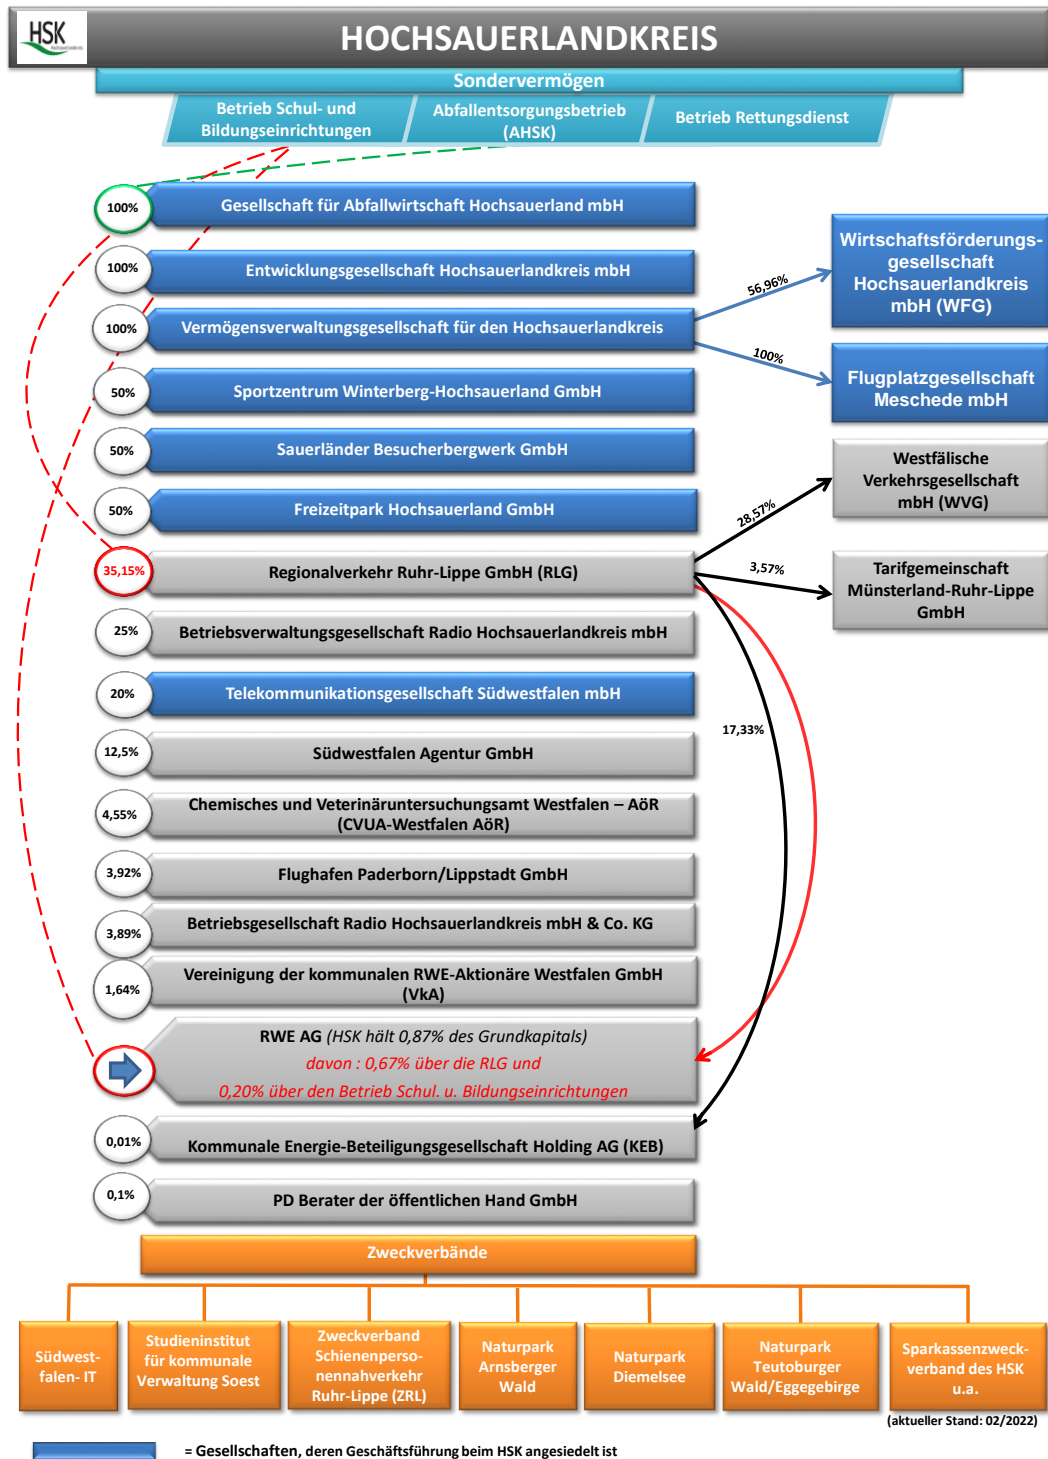 HSK
Hochsauerlandkreis
HOCHSAUERLANDKREIS
Sondervermögen
Betrieb Schul- und
Bildungseinrichtungen
Abfallentsorgungsbetrieb
(AHSK)
Betrieb Rettungsdienst
100%
Gesellschaft für Abfallwirtschaft Hochsauerland mbH
100%
Entwicklungsgesellschaft Hochsauerlandkreis mbH
100%
Vermögensverwaltungsgesellschaft für den Hochsauerlandkreis
56,96%
Wirtschaftsförderungs-
gesellschaft
Hochsauerlandkreis
mbH (WFG)
100%
Flugplatzgesellschaft
Meschede mbH
50%
Sportzentrum Winterberg-Hochsauerland GmbH
50%
Sauerländer Besucherbergwerk GmbH
50%
Freizeitpark Hochsauerland GmbH
35,15%
Regionalverkehr Ruhr-Lippe GmbH (RLG)
28,57%
Westfälische
Verkehrsgesellschaft
mbH (WVG)
3,57%
Tarifgemeinschaft
Münsterland-Ruhr-Lippe
GmbH
17,33%
25%
Betriebsverwaltungsgesellschaft Radio Hochsauerlandkreis mbH
20%
Telekommunikationsgesellschaft Südwestfalen mbH
12,5%
Südwestfalen Agentur GmbH
4,55%
Chemisches und Veterinäruntersuchungsamt Westfalen – AöR
(CVUA-Westfalen AöR)
3,92%
Flughafen Paderborn/Lippstadt GmbH
3,89%
Betriebsgesellschaft Radio Hochsauerlandkreis mbH & Co. KG
1,64%
Vereinigung der kommunalen RWE-Aktionäre Westfalen GmbH
(VkA)
RWE AG (HSK hält 0,87% des Grundkapitals)
davon : 0,67% über die RLG und
0,20% über den Betrieb Schul. u. Bildungseinrichtungen
0,01%
Kommunale Energie-Beteiligungsgesellschaft Holding AG (KEB)
0,1%
PD Berater der öffentlichen Hand GmbH
Zweckverbände
Südwest-
falen- IT
Studieninstitut
für kommunale
Verwaltung Soest
Zweckverband
Schienenperso-
nennahverkehr
Ruhr-Lippe (ZRL)
Naturpark
Arnsberger
Wald
Naturpark
Diemelsee
Naturpark
Teutoburger
Wald/Eggegebirge
Sparkassenzweck-
verband des HSK
u.a.
(aktueller Stand: 02/2022)
= Gesellschaften, deren Geschäftsführung beim HSK angesiedelt ist